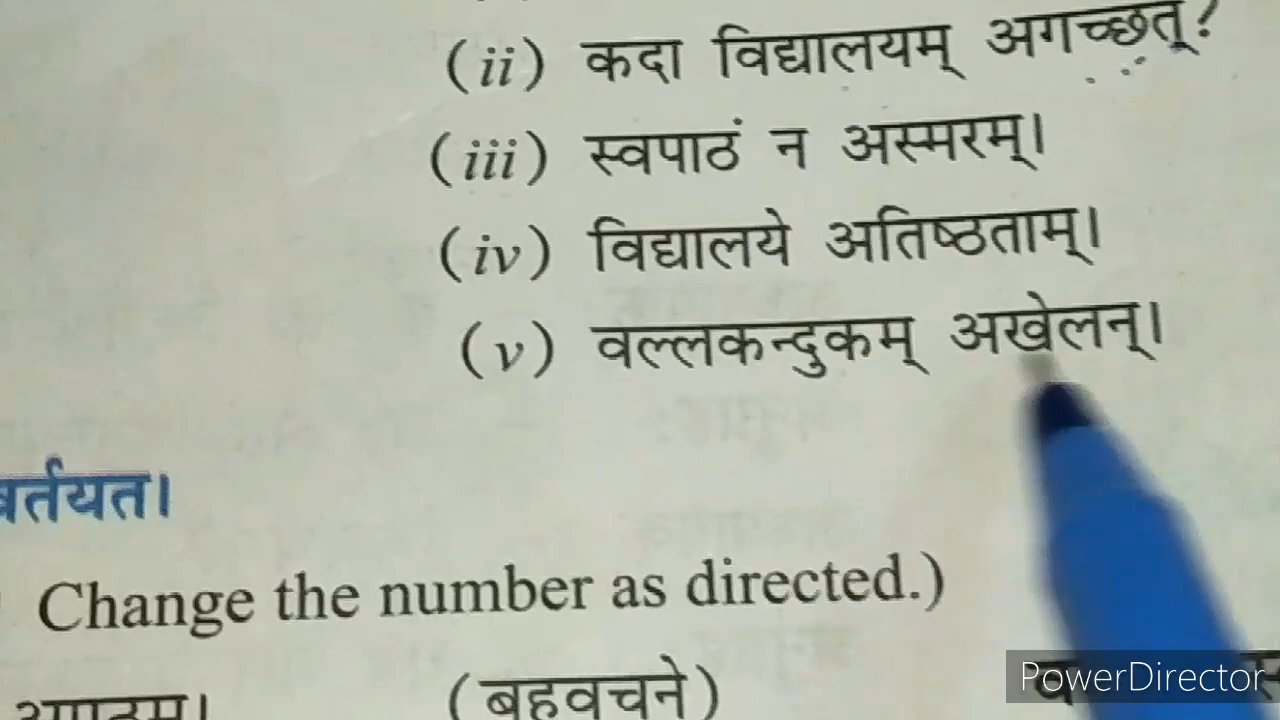 (ii) कदा विद्यालयम् अगच्छत्?
(iii) स्वपाठं न अस्मरम्।
(iv) विद्यालये अतिष्ठताम्।
(v) वल्लकन्दुकम् अखेलन्।
र्तयत।
Change the number as directed.)
(बहुवचने)
PowerDirector